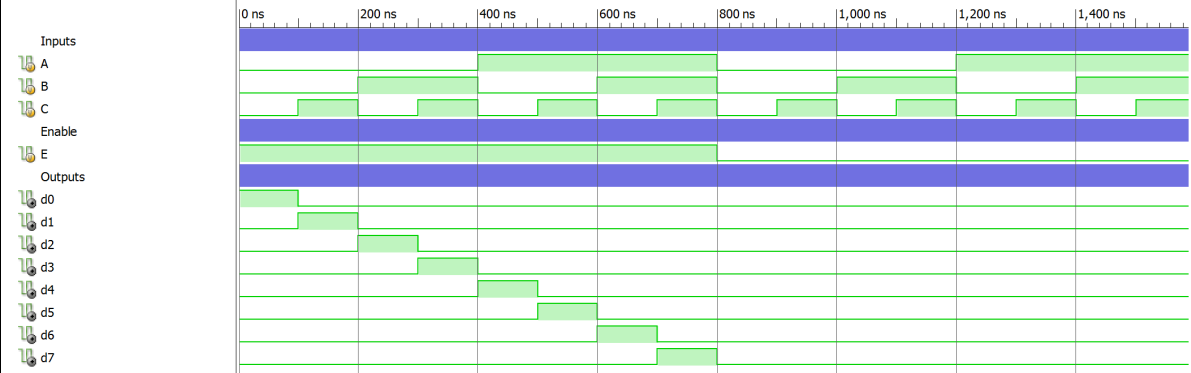 0 ns 200 ns 400 ns 600 ns 800 ns 1,000 ns 1,200 ns 1,400 ns
Inputs
A
B
C
Enable
E
Outputs
d0
d1
d2
d3
d4
d5
d6
d7